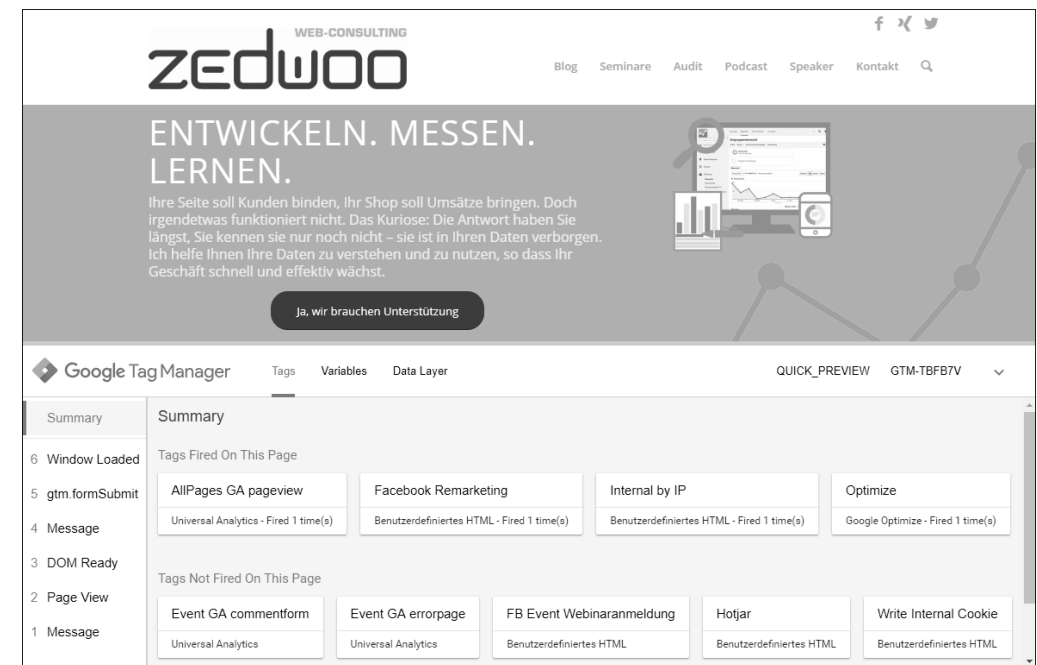 WEB-CONSULTING
zedwoo
Blog Seminare Audit Podcast Speaker Kontakt
ENTWICKELN. MESSEN.
LERNEN.
Ihre Seite soll Kunden binden, Ihr Shop soll Umsätze bringen. Doch
irgendetwas funktioniert nicht. Das Kuriose: Die Antwort haben Sie
längst, Sie kennen sie nur noch nicht – sie ist in Ihren Daten verborgen.
Ich helfe Ihnen Ihre Daten zu verstehen und zu nutzen, so dass Ihr
Geschäft schnell und effektiv wächst.
Ja, wir brauchen Unterstützung
Google Tag Manager Tags Variables Data Layer QUICK_PREVIEW GTM-TBFB7V
Summary
6 Window Loaded
5 gtm.formSubmit
4 Message
3 DOM Ready
2 Page View
1 Message
Summary
Tags Fired On This Page
AllPages GA pageview
Universal Analytics - Fired 1 time(s)
Facebook Remarketing
Benutzerdefiniertes HTML - Fired 1 time(s)
Internal by IP
Benutzerdefiniertes HTML - Fired 1 time(s)
Optimize
Google Optimize - Fired 1 time(s)
Tags Not Fired On This Page
Event GA commentform
Universal Analytics
Event GA errorpage
Universal Analytics
FB Event Webinaranmeldung
Benutzerdefiniertes HTML
Hotjar
Benutzerdefiniertes HTML
Write Internal Cookie
Benutzerdefiniertes HTML